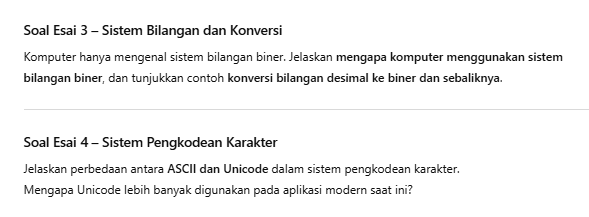 Soal Esai 3 – Sistem Bilangan dan Konversi
Komputer hanya mengenal sistem bilangan biner. Jelaskan mengapa komputer menggunakan sistem
bilangan biner, dan tunjukkan contoh konversi bilangan desimal ke biner dan sebaliknya.
Soal Esai 4 – Sistem Pengkodean Karakter
Jelaskan perbedaan antara ASCII dan Unicode dalam sistem pengkodean karakter.
Mengapa Unicode lebih banyak digunakan pada aplikasi modern saat ini?